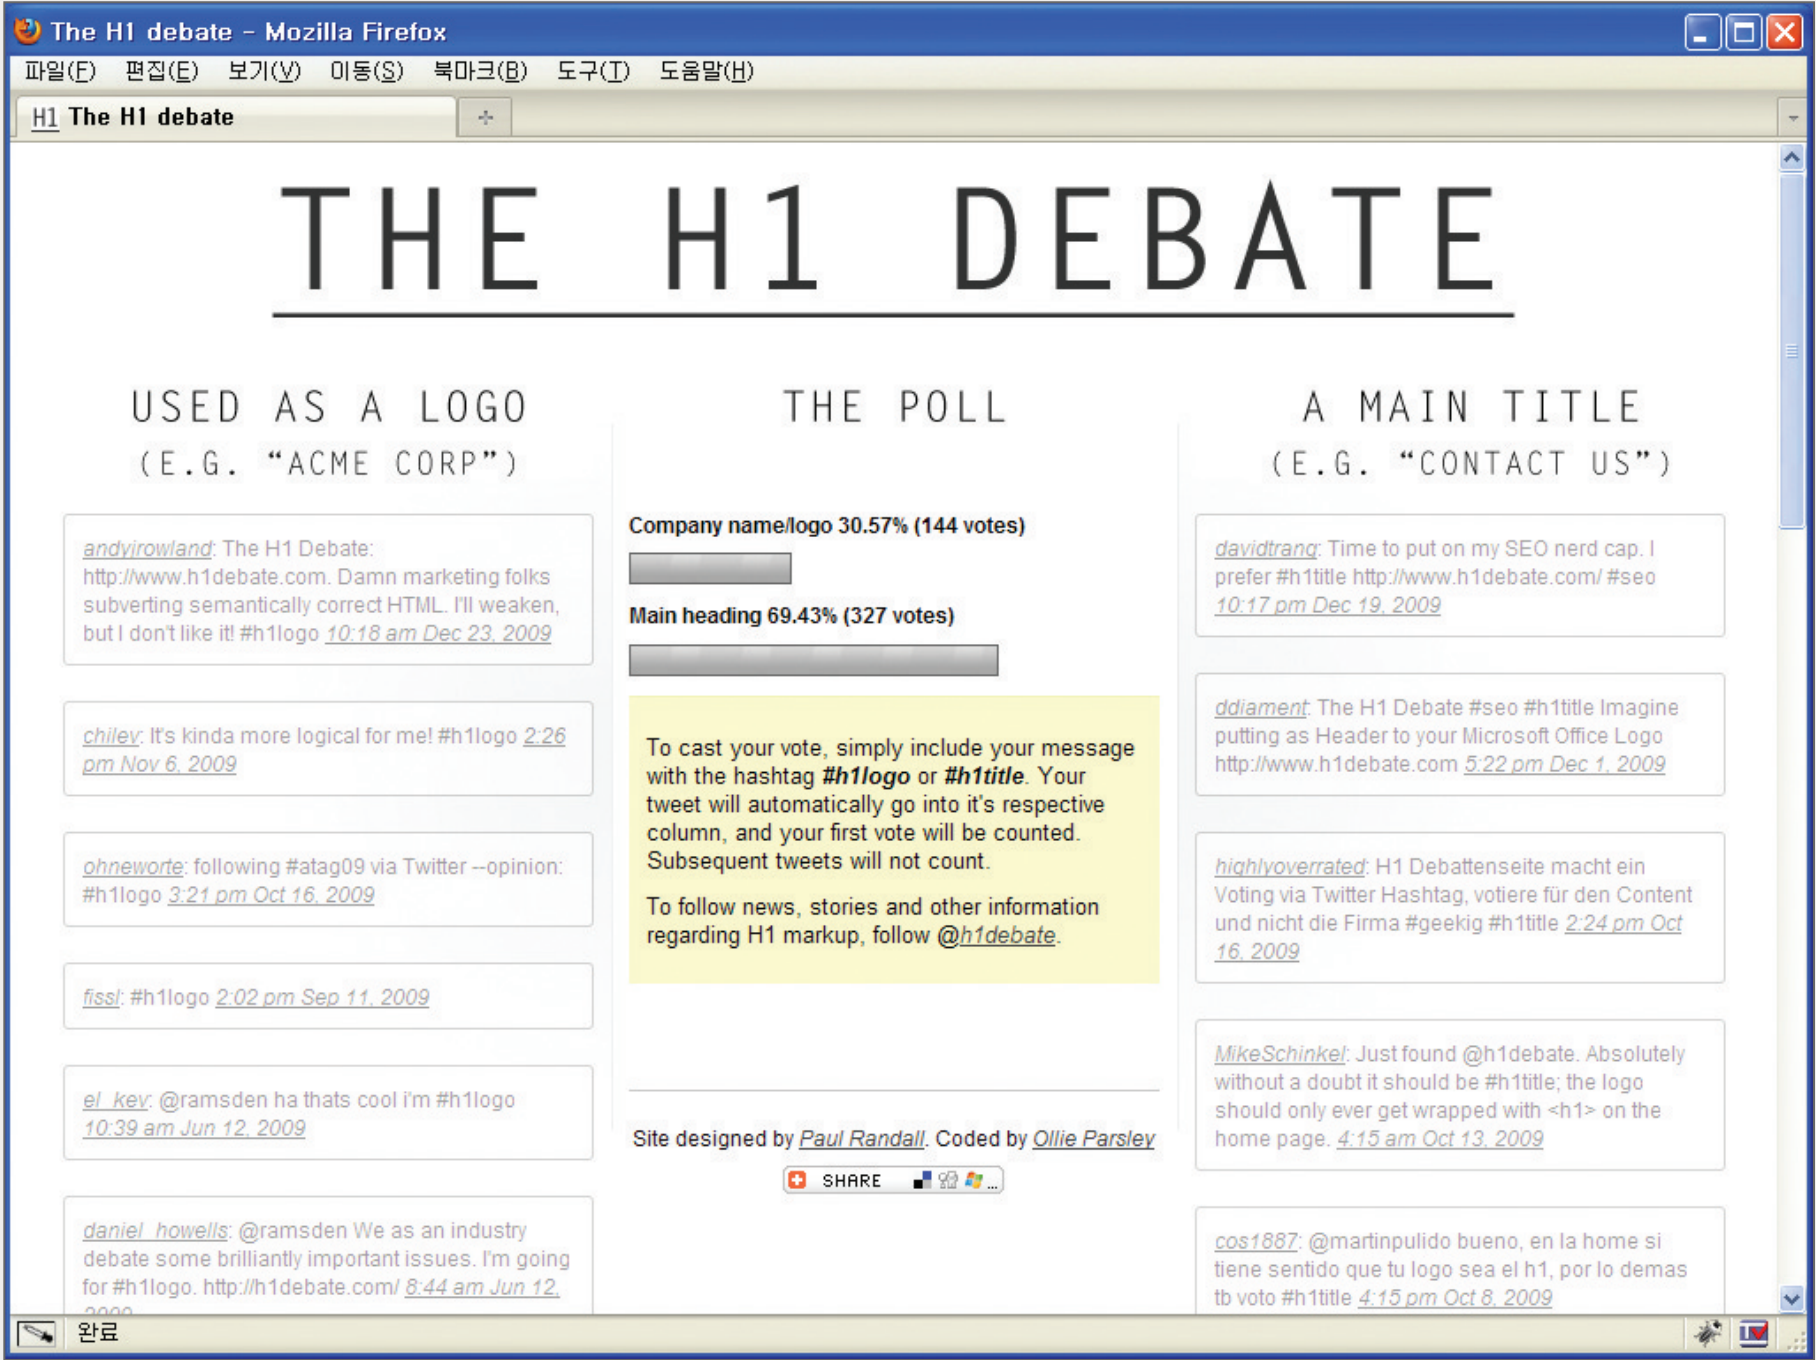 The H1 debate - Mozilla Firefox
파일(F) 편집(E) 보기(V) 이동(S) 북마크(B) 도구(T) 도움말(H)
H1 The H1 debate
THE H1 DEBATE
USED AS A LOGO
(E.G. “ACME CORP”)
andyjrowland: The H1 Debate:
http://www.h1debate.com. Damn marketing folks
subverting semantically correct HTML. I'll weaken,
but I don't like it! #h1logo 10:18 am Dec 23, 2009
chilev: It's kinda more logical for me! #h1logo 2:26
pm Nov 6, 2009
ohneworte: following #atag09 via Twitter --opinion:
#h1logo 3:21 pm Oct 16, 2009
fissl: #h1logo 2:02 pm Sep 11, 2009
el_kev: @ramsden ha thats cool i'm #h1logo
10:39 am Jun 12, 2009
daniel_howells: @ramsden We as an industry
debate some brilliantly important issues. I'm going
for #h1logo. http://h1debate.com/ 8:44 am Jun 12,
2009
THE POLL
Company name/logo 30.57% (144 votes)
Main heading 69.43% (327 votes)
To cast your vote, simply include your message
with the hashtag #h1logo or #h1title. Your
tweet will automatically go into it's respective
column, and your first vote will be counted.
Subsequent tweets will not count.
To follow news, stories and other information
regarding H1 markup, follow @h1debate.
Site designed by Paul Randall. Coded by Ollie Parsley
SHARE ...
A MAIN TITLE
(E.G. “CONTACT US”)
davidtrang: Time to put on my SEO nerd cap. I
prefer #h1title http://www.h1debate.com/ #seo
10:17 pm Dec 19, 2009
ddiament: The H1 Debate #seo #h1title Imagine
putting as Header to your Microsoft Office Logo
http://www.h1debate.com 5:22 pm Dec 1, 2009
highlyoverrated: H1 Debattenseite macht ein
Voting via Twitter Hashtag, votiere für den Content
und nicht die Firma #geekig #h1title 2:24 pm Oct
16, 2009
MikeSchinkel: Just found @h1debate. Absolutely
without a doubt it should be #h1title; the logo
should only ever get wrapped with <h1> on the
home page. 4:15 am Oct 13, 2009
cos1887: @martinpulido bueno, en la home si
tiene sentido que tu logo sea el h1, por lo demas
tb voto #h1title 4:15 pm Oct 8, 2009
완료